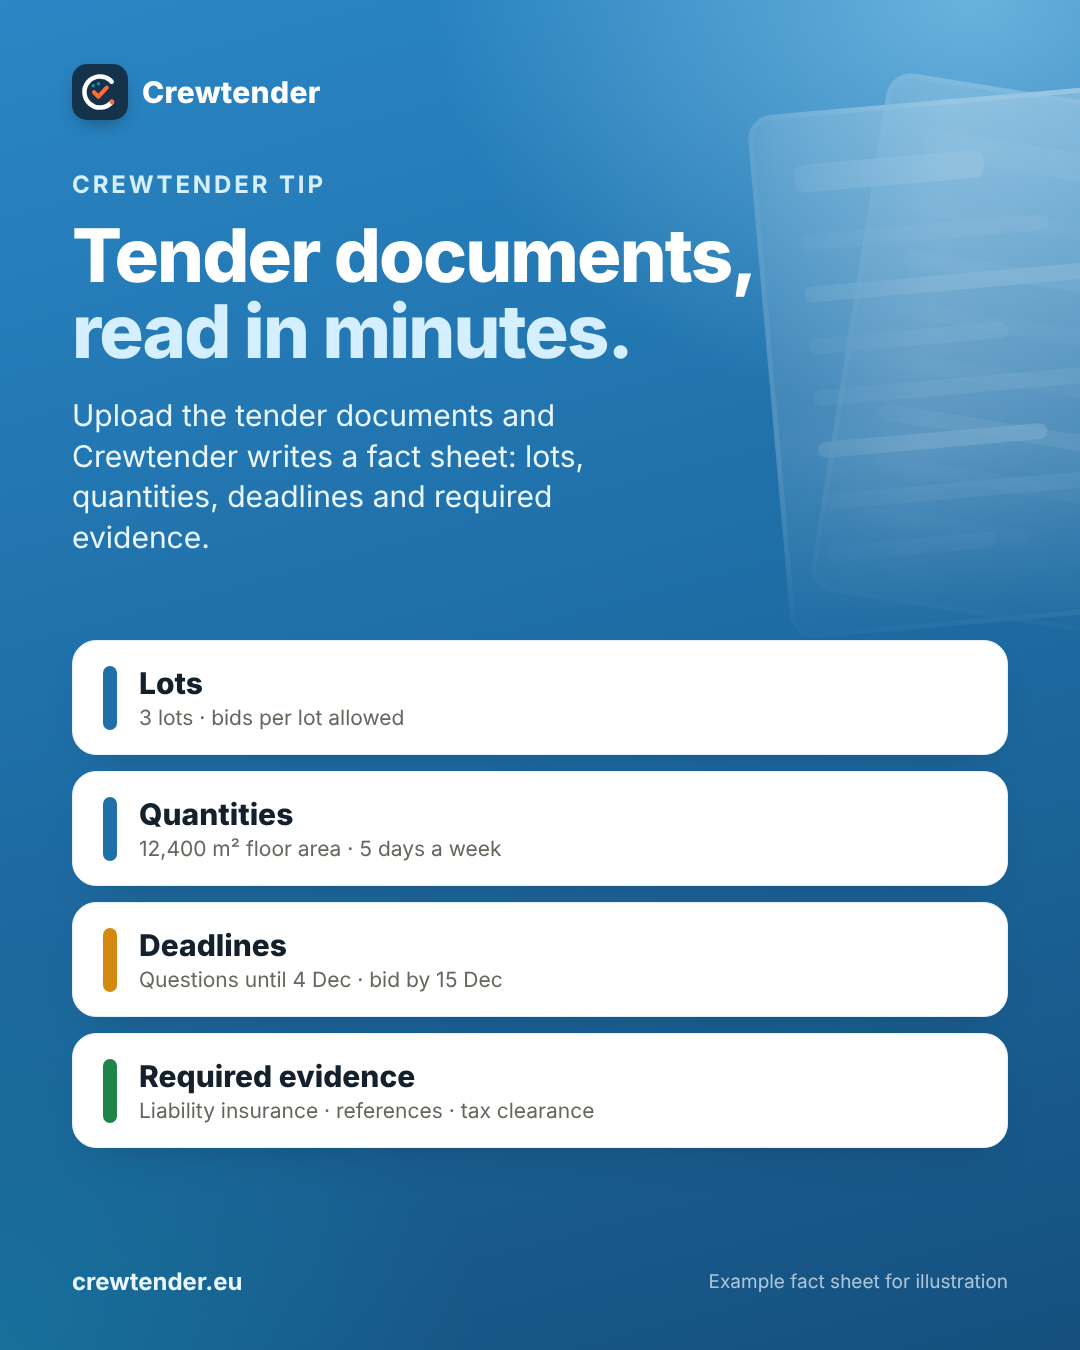 Crewtender
CREWTENDER TIP
Tender documents,
read in minutes.
Upload the tender documents and
Crewtender writes a fact sheet: lots,
quantities, deadlines and required
evidence.
Lots
3 lots · bids per lot allowed
Quantities
12,400 m² floor area · 5 days a week
Deadlines
Questions until 4 Dec · bid by 15 Dec
Required evidence
Liability insurance · references · tax clearance
crewtender.eu
Example fact sheet for illustration